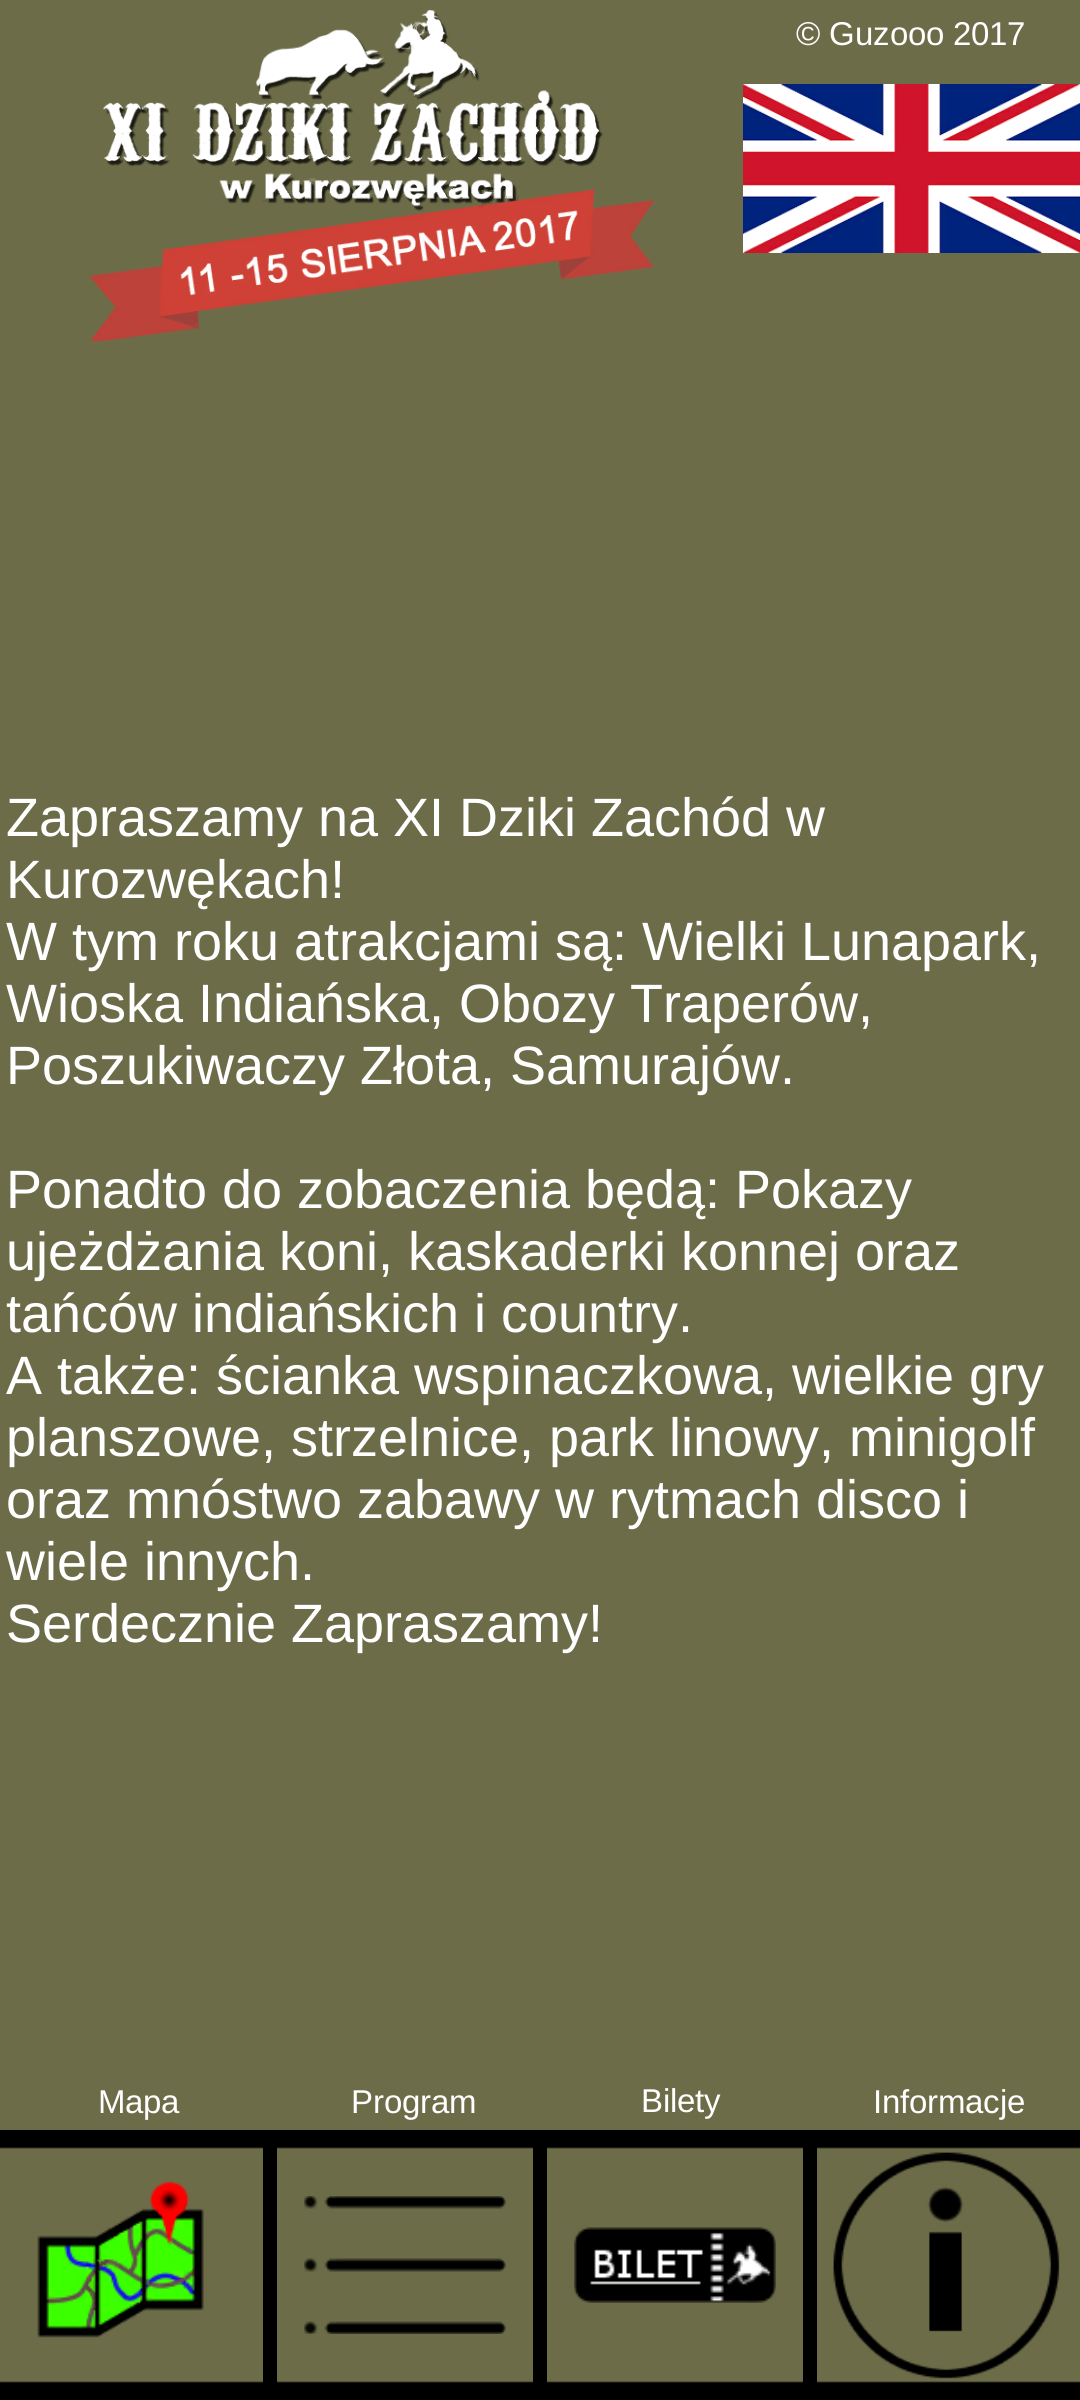 XI DZIKI ZACHÓD
w Kurozwękach
11 -15 SIERPNIA 2017
© Guzooo 2017
Zapraszamy na XI Dziki Zachód w
Kurozwękach!
W tym roku atrakcjami są: Wielki Lunapark,
Wioska Indiańska, Obozy Traperów,
Poszukiwaczy Złota, Samurajów.
Ponadto do zobaczenia będą: Pokazy
ujeżdżania koni, kaskaderki konnej oraz
tańców indiańskich i country.
A także: ścianka wspinaczkowa, wielkie gry
planszowe, strzelnice, park linowy, minigolf
oraz mnóstwo zabawy w rytmach disco i
wiele innych.
Serdecznie Zapraszamy!
Mapa
Program
Bilety
Informacje
BILET